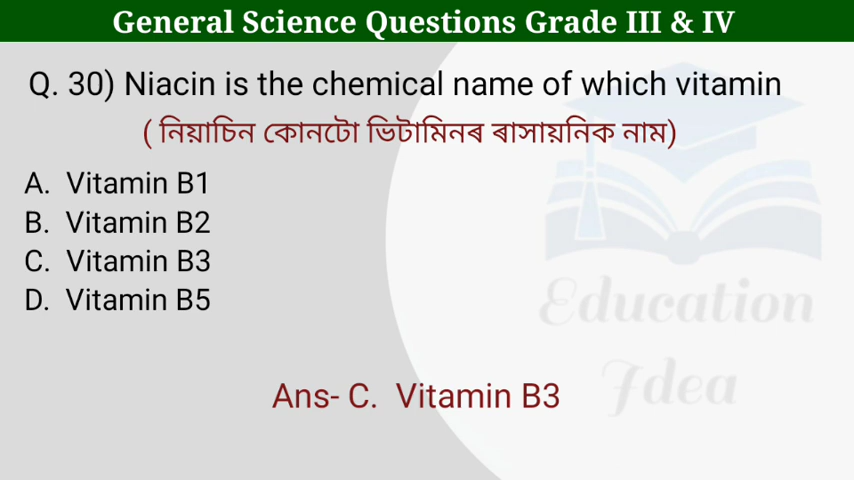 General Science Questions Grade III & IV
Q. 30) Niacin is the chemical name of which vitamin
( নিয়াচিন কোনটো ভিটামিনৰ ৰাসায়নিক নাম)
A. Vitamin B1
B. Vitamin B2
C. Vitamin B3
D. Vitamin B5
Education
Idea
Ans- C. Vitamin B3